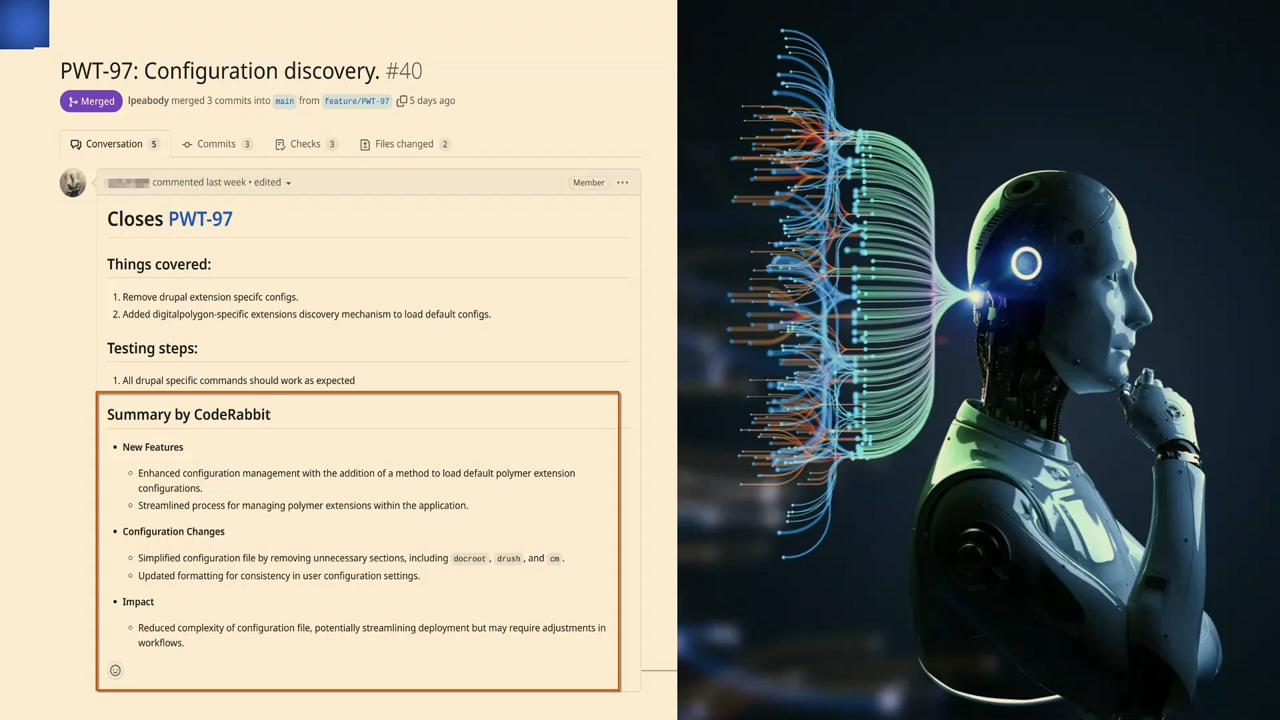 PWT-97: Configuration discovery. #40
Merged lpeabody merged 3 commits into main from feature/PWT-97 5 days ago
Conversation 5 Commits 3 Checks 3 Files changed 2
commented last week • edited Member
Closes PWT-97
Things covered:
1. Remove drupal extension specifc configs.
2. Added digitalpolygon-specific extensions discovery mechanism to load default configs.
Testing steps:
1. All drupal specific commands should work as expected
Summary by CodeRabbit
• New Features
Enhanced configuration management with the addition of a method to load default polymer extension
configurations.
Streamlined process for managing polymer extensions within the application.
• Configuration Changes
Simplified configuration file by removing unnecessary sections, including docroot, drush, and cm.
Updated formatting for consistency in user configuration settings.
• Impact
Reduced complexity of configuration file, potentially streamlining deployment but may require adjustments in
workflows.